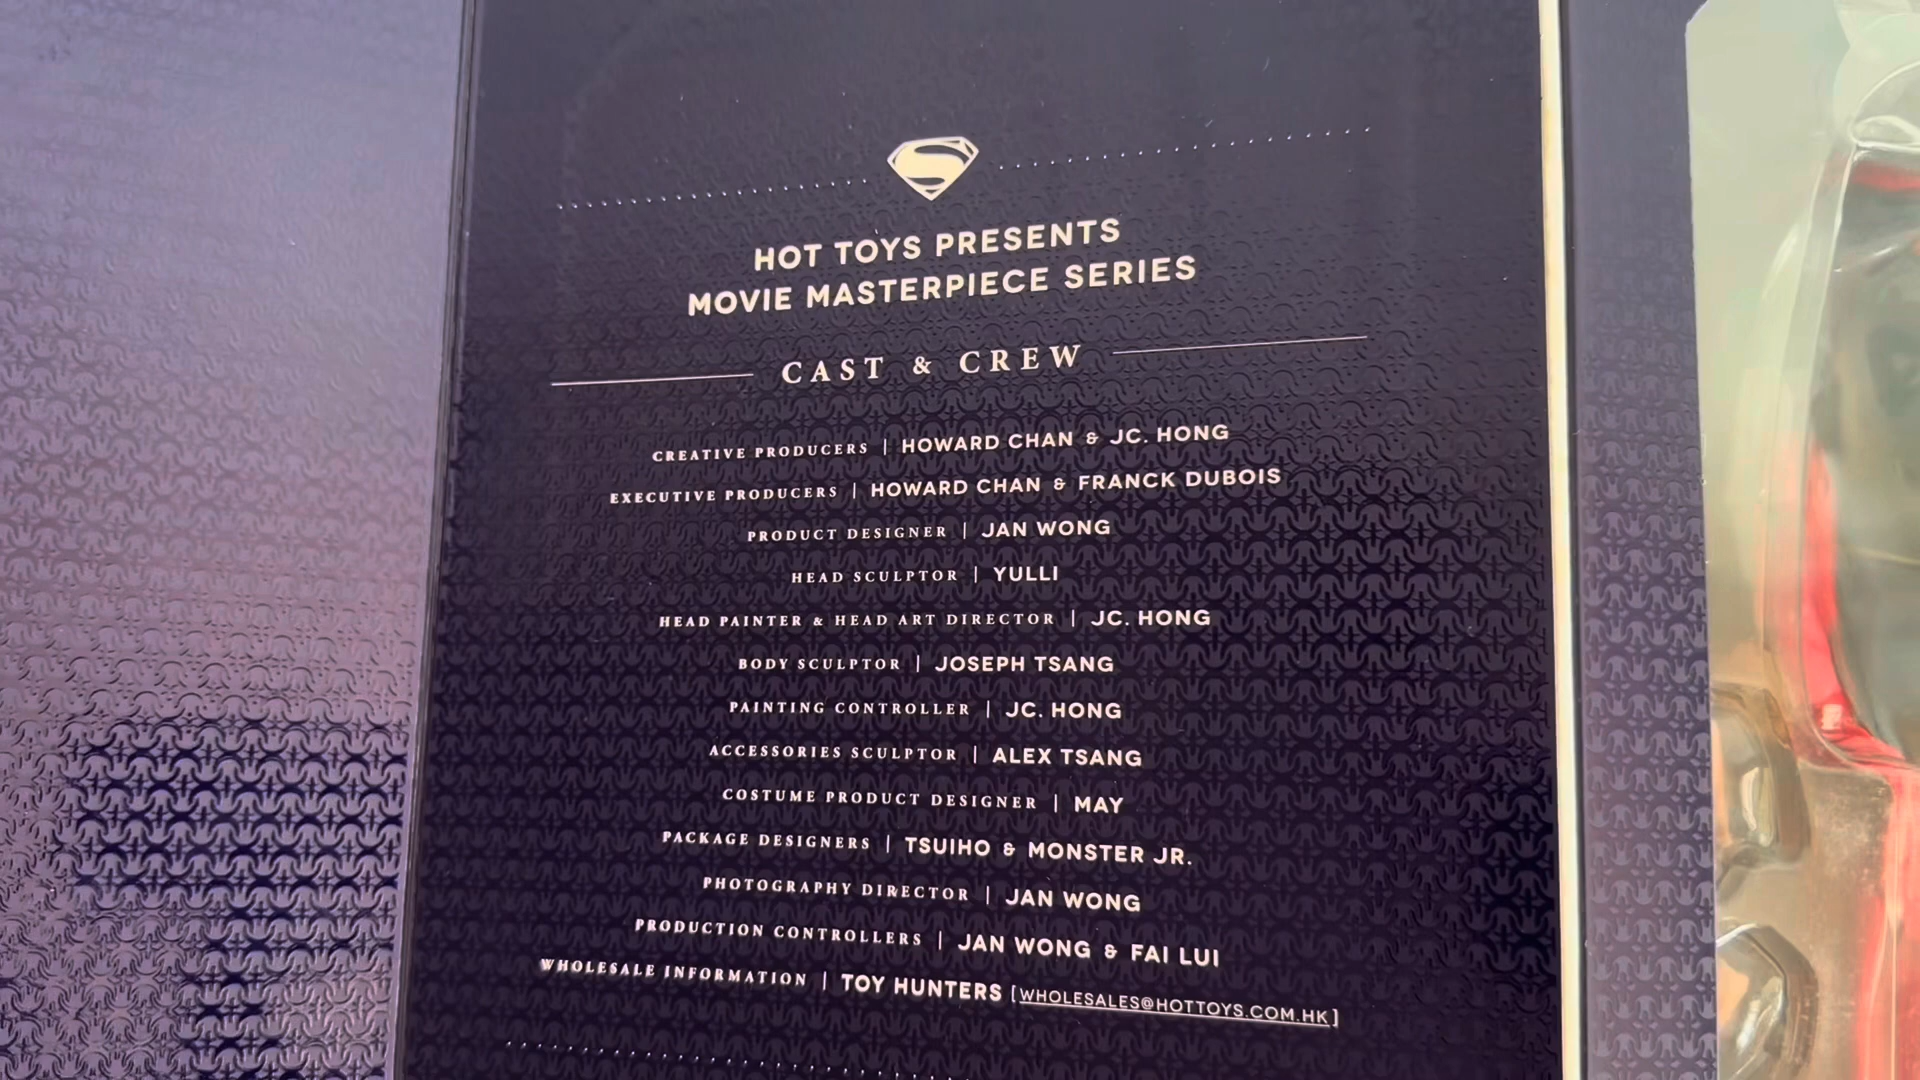 HOT TOYS PRESENTS
MOVIE MASTERPIECE SERIES
CAST & CREW
CREATIVE PRODUCERS | HOWARD CHAN & JC. HONG
EXECUTIVE PRODUCERS | HOWARD CHAN & FRANCK DUBOIS
PRODUCT DESIGNER | JAN WONG
HEAD SCULPTOR | YULLI
HEAD PAINTER & HEAD ART DIRECTOR | JC. HONG
BODY SCULPTOR | JOSEPH TSANG
PAINTING CONTROLLER | JC. HONG
ACCESSORIES SCULPTOR | ALEX TSANG
COSTUME PRODUCT DESIGNER | MAY
PACKAGE DESIGNERS | TSUIHO & MONSTER JR.
PHOTOGRAPHY DIRECTOR | JAN WONG
PRODUCTION CONTROLLERS | JAN WONG & FAI LUI
WHOLESALE INFORMATION | TOY HUNTERS [WHOLESALES@HOTTOYS.COM.HK]